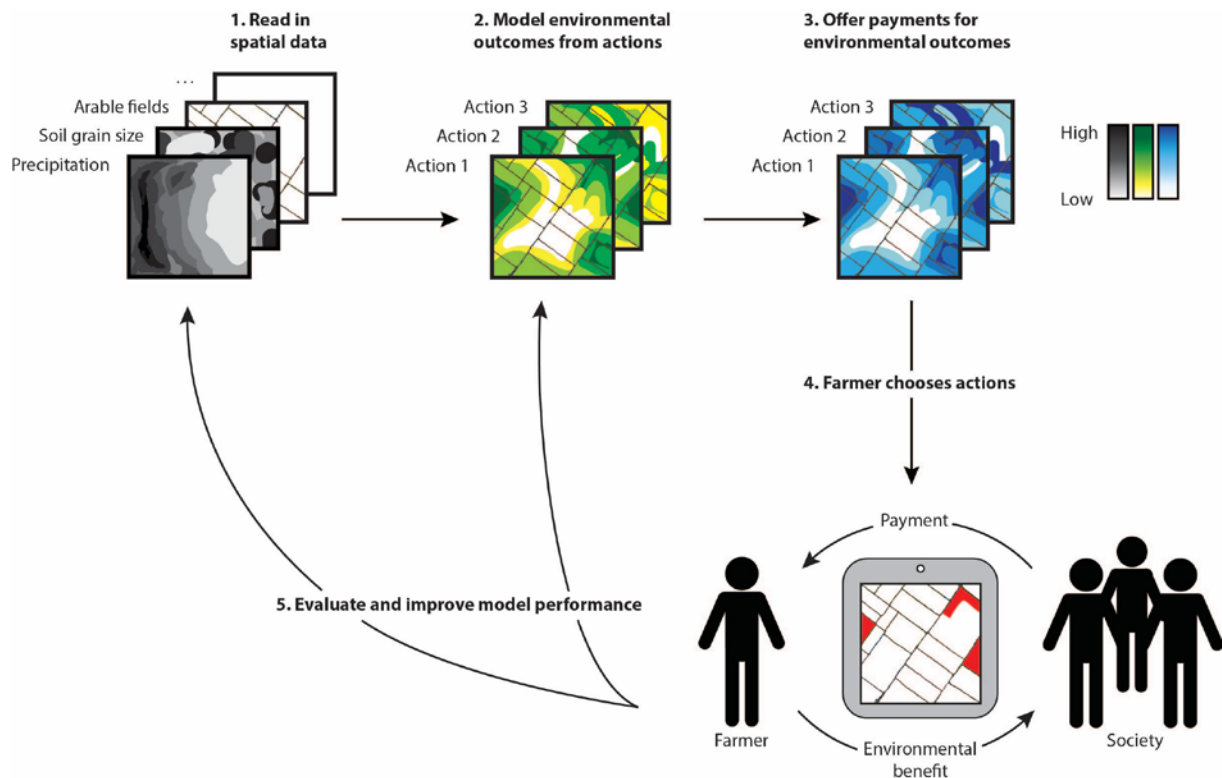 1. Read in
spatial data
2. Model environmental
outcomes from actions
3. Offer payments for
environmental outcomes
...
Arable fields
Soil grain size
Precipitation
Action 3
Action 2
Action 1
Action 3
Action 2
Action 1
High
Low
4. Farmer chooses actions
Payment
5. Evaluate and improve model performance
Farmer
Environmental
benefit
Society